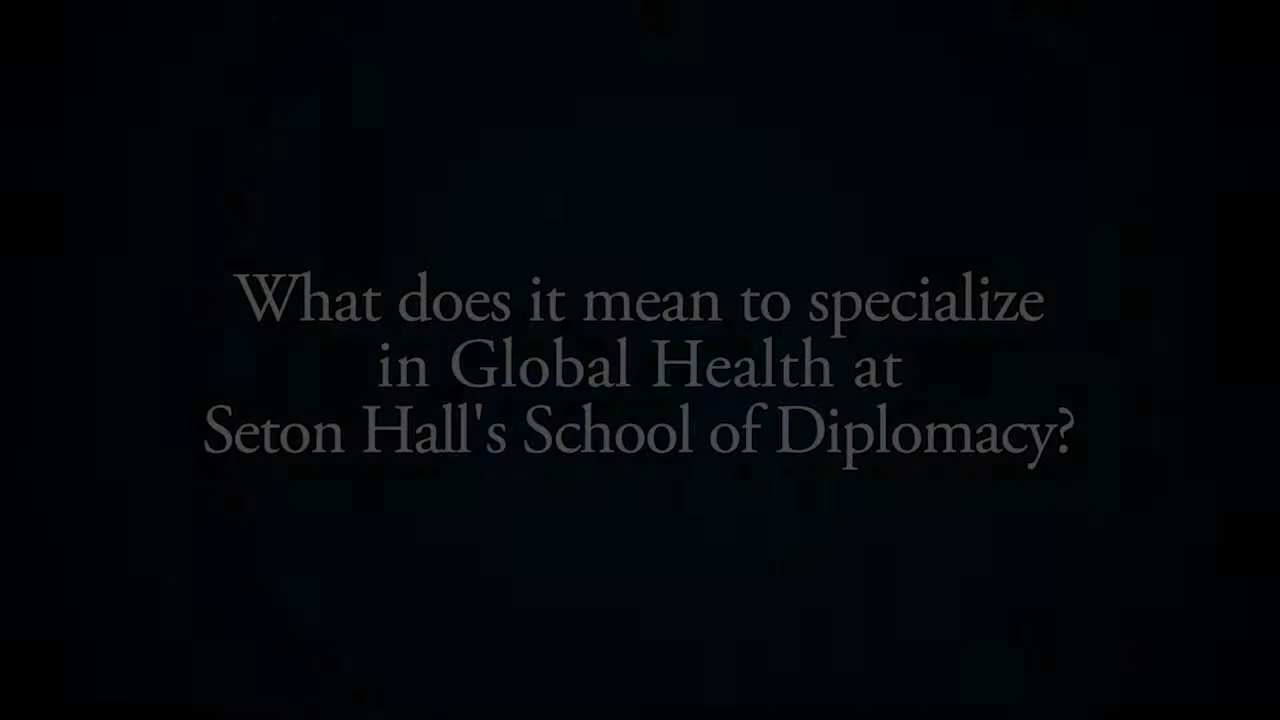 What does it mean to specialize
in Global Health at
Seton Hall's School of Diplomacy?